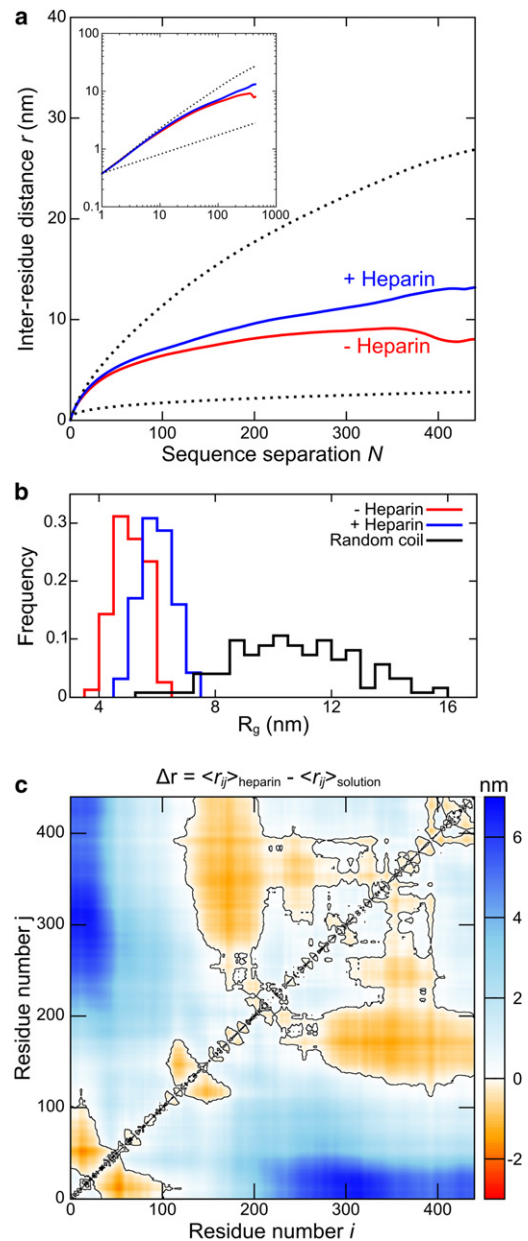 a
40
30
20
10
0
Inter-residue distance r (nm)
100
10
1
0.1
1 10 100 1000
+ Heparin
- Heparin
0 100 200 300 400
Sequence separation N
b
0.3
0.2
0.1
0
Frequency
- Heparin
+ Heparin
Random coil
4 8 12 16
Rg (nm)
c
Δr = <rij>heparin - <rij>solution
nm
400
300
200
100
0
Residue number j
0 100 200 300 400
Residue number i
6
4
2
0
-2